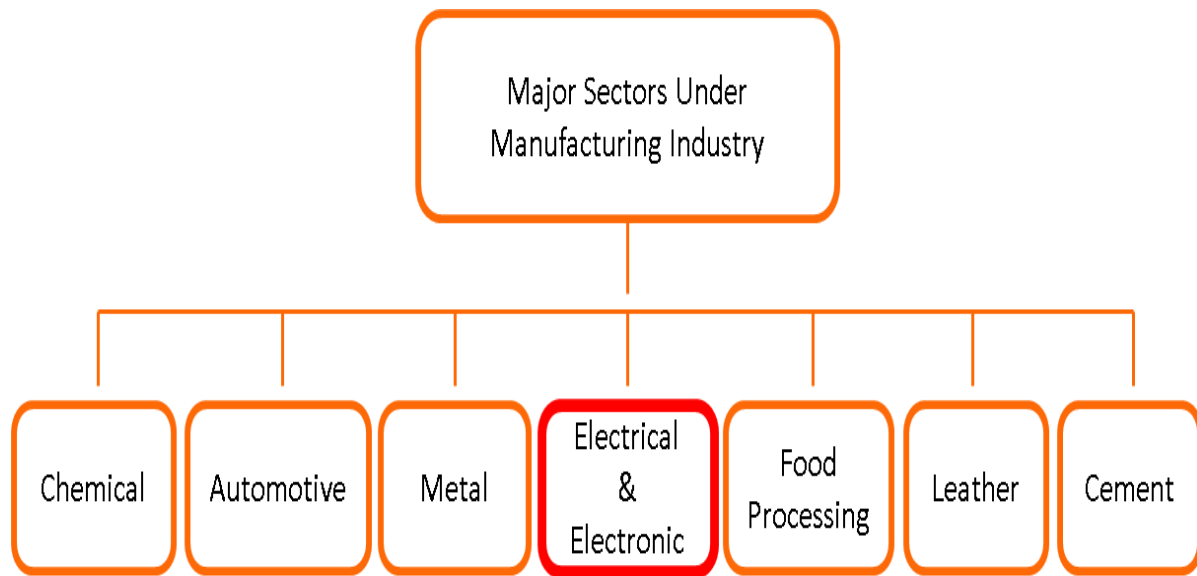 Major Sectors Under
Manufacturing Industry
Chemical
Automotive
Metal
Electrical
&
Electronic
Food
Processing
Leather
Cement